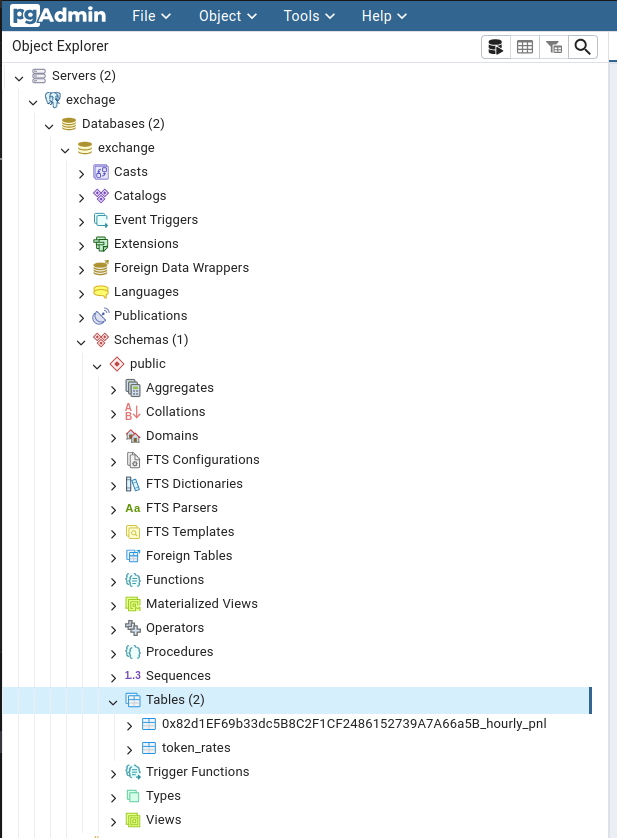 pgAdmin File Object Tools Help
Object Explorer
Servers (2)
exchage
Databases (2)
exchange
Casts
Catalogs
Event Triggers
Extensions
Foreign Data Wrappers
Languages
Publications
Schemas (1)
public
Aggregates
Collations
Domains
FTS Configurations
FTS Dictionaries
Aa FTS Parsers
FTS Templates
Foreign Tables
Functions
Materialized Views
Operators
Procedures
1.3 Sequences
Tables (2)
0x82d1EF69b33dc5B8C2F1CF2486152739A7A66a5B_hourly_pnl
token_rates
Trigger Functions
Types
Views